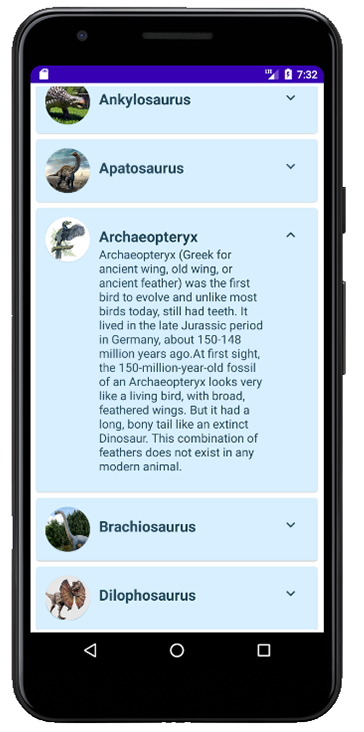 LTE 7:32
Ankylosaurus
Apatosaurus
Archaeopteryx
Archaeopteryx (Greek for
ancient wing, old wing, or
ancient feather) was the first
bird to evolve and unlike most
birds today, still had teeth. It
lived in the late Jurassic period
in Germany, about 150-148
million years ago.At first sight,
the 150-million-year-old fossil
of an Archaeopteryx looks very
like a living bird, with broad,
feathered wings. But it had a
long, bony tail like an extinct
Dinosaur. This combination of
feathers does not exist in any
modern animal.
Brachiosaurus
Dilophosaurus